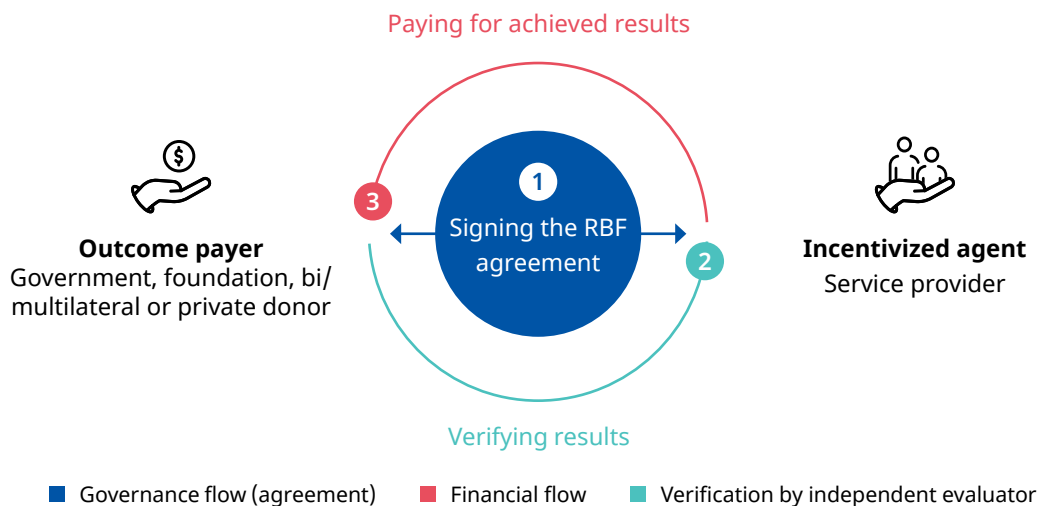 Paying for achieved results
$
1
3
Signing the RBF
agreement
2
Outcome payer
Government, foundation, bi/
multilateral or private donor
Incentivized agent
Service provider
Verifying results
Governance flow (agreement)
Financial flow
Verification by independent evaluator